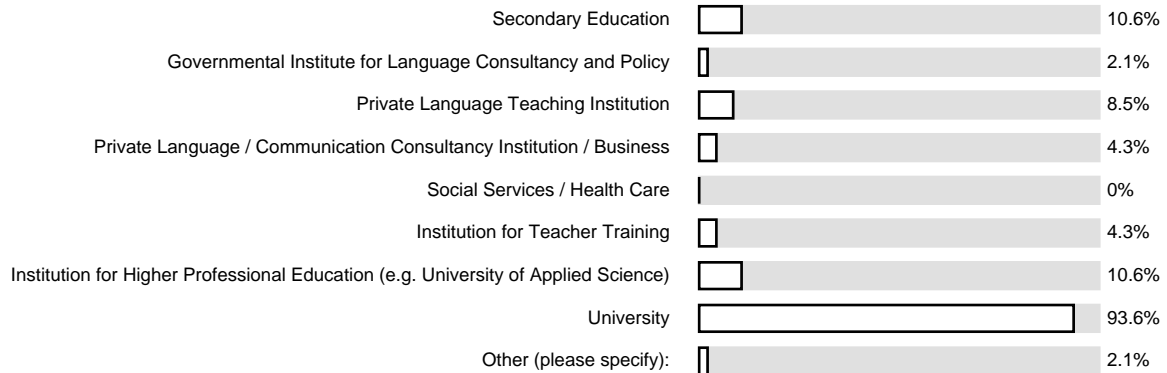 Secondary Education 10.6%
Governmental Institute for Language Consultancy and Policy 2.1%
Private Language Teaching Institution 8.5%
Private Language / Communication Consultancy Institution / Business 4.3%
Social Services / Health Care 0%
Institution for Teacher Training 4.3%
Institution for Higher Professional Education (e.g. University of Applied Science) 10.6%
University 93.6%
Other (please specify): 2.1%